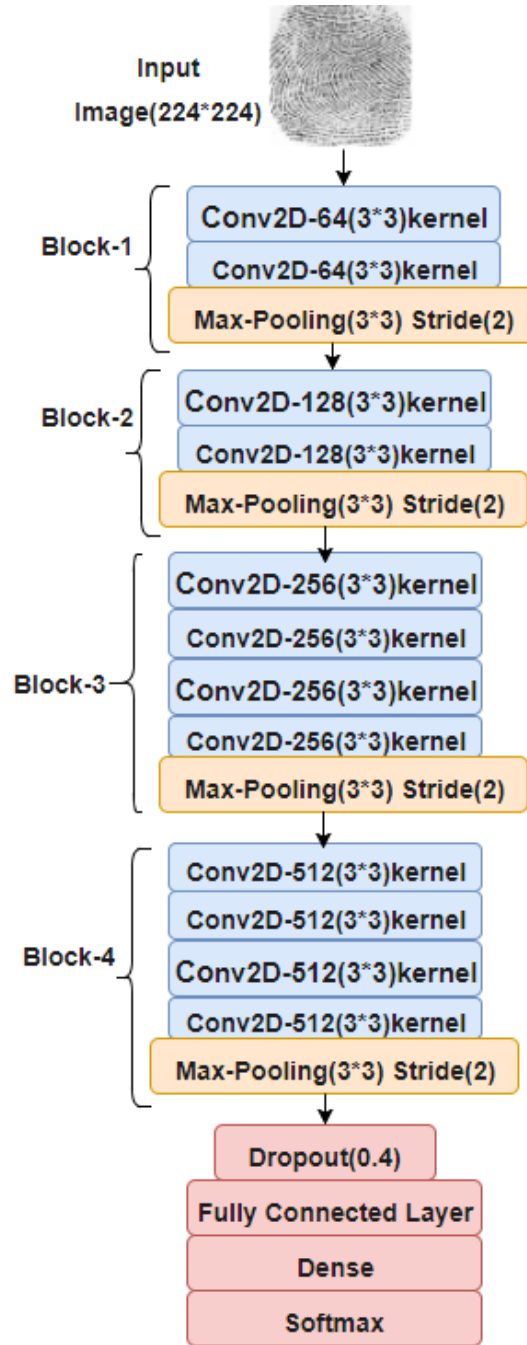 Input
Image(224*224)
Block-1
Conv2D-64(3*3)kernel
Conv2D-64(3*3)kernel
Max-Pooling(3*3) Stride(2)
Block-2
Conv2D-128(3*3)kernel
Conv2D-128(3*3)kernel
Max-Pooling(3*3) Stride(2)
Block-3
Conv2D-256(3*3)kernel
Conv2D-256(3*3)kernel
Conv2D-256(3*3)kernel
Conv2D-256(3*3)kernel
Max-Pooling(3*3) Stride(2)
Block-4
Conv2D-512(3*3)kernel
Conv2D-512(3*3)kernel
Conv2D-512(3*3)kernel
Conv2D-512(3*3)kernel
Max-Pooling(3*3) Stride(2)
Dropout(0.4)
Fully Connected Layer
Dense
Softmax